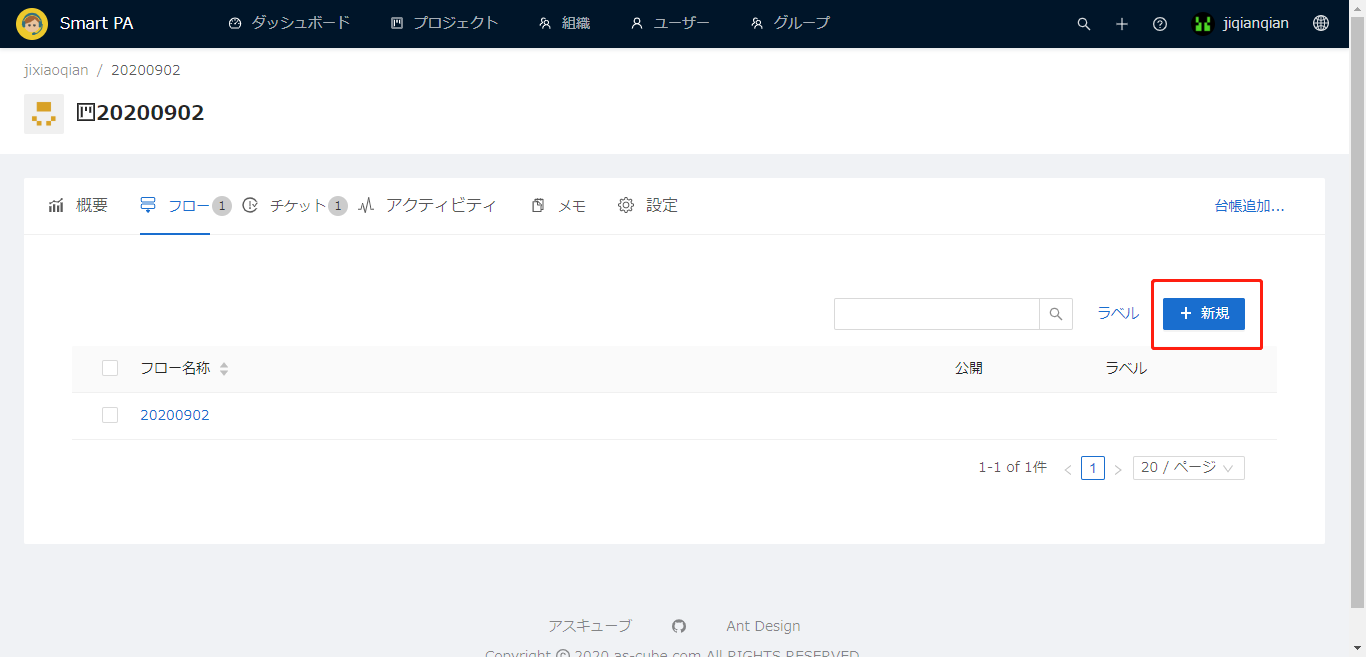 Smart PA ダッシュボード プロジェクト 組織 ユーザー グループ jiqianqian
jixiaoqian / 20200902
20200902
概要 フロー 1 チケット 1 アクティビティ メモ 設定 台帳追加...
ラベル + 新規
フロー名称 公開 ラベル
20200902
1-1 of 1件 < 1 > 20 / ページ
アスキューブ Ant Design
Copyright © 2020 as-cube.com All RIGHTS RESERVED